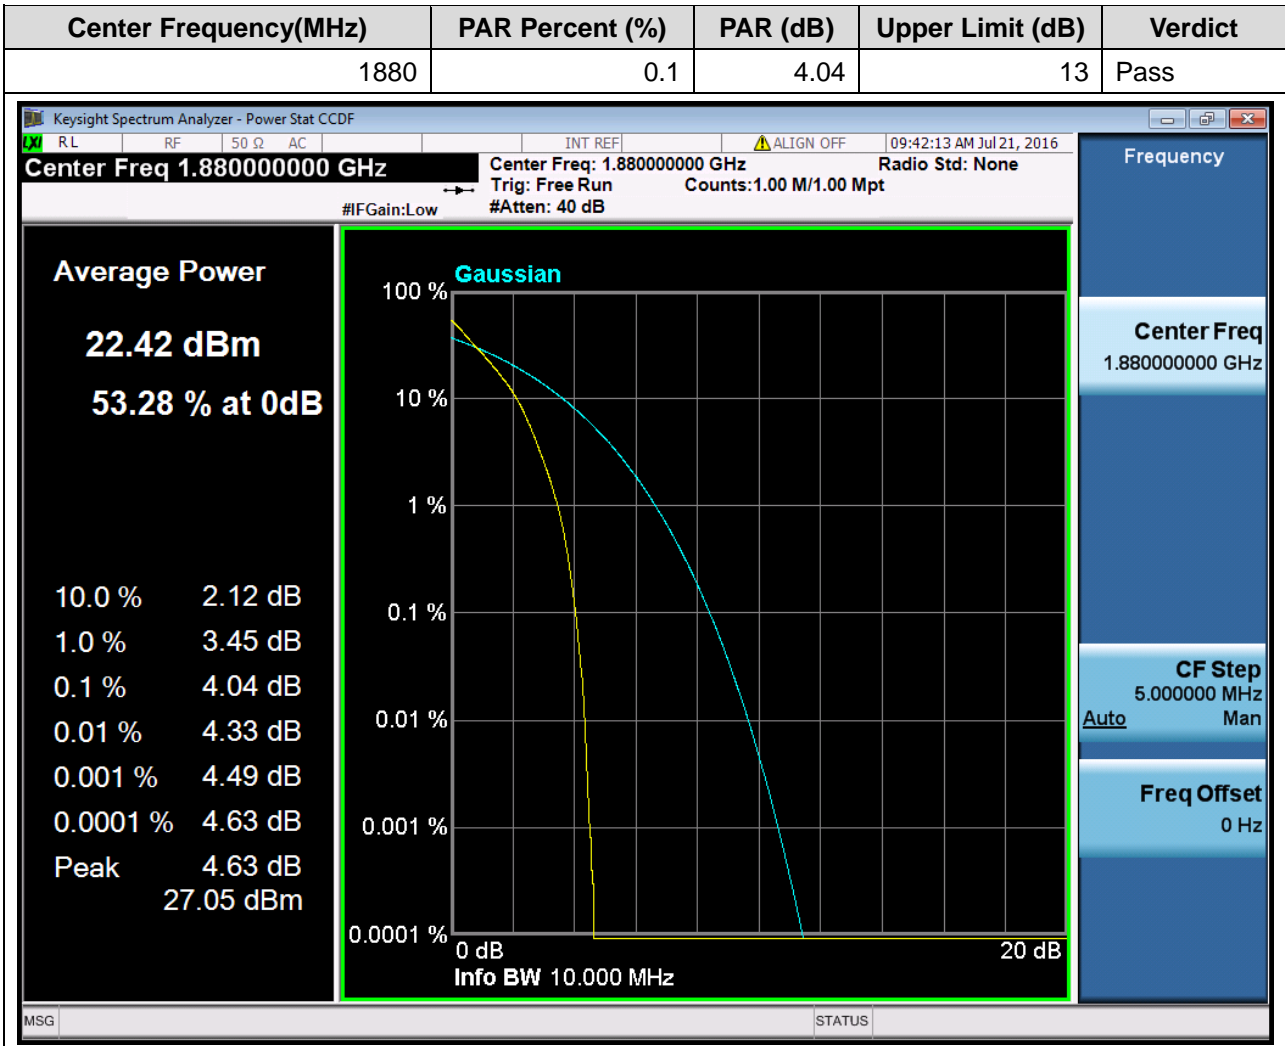 Center Frequency(MHz) PAR Percent (%) PAR (dB) Upper Limit (dB) Verdict
1880 0.1 4.04 13 Pass
Keysight Spectrum Analyzer - Power Stat CCDF
LXI RL RF 50 Ω AC INT REF ALIGN OFF 09:42:13 AM Jul 21, 2016
Center Freq 1.880000000 GHz
Center Freq: 1.880000000 GHz Radio Std: None
Trig: Free Run Counts:1.00 M/1.00 Mpt
#IFGain:Low #Atten: 40 dB
Average Power
22.42 dBm
53.28 % at 0dB
10.0 % 2.12 dB
1.0 % 3.45 dB
0.1 % 4.04 dB
0.01 % 4.33 dB
0.001 % 4.49 dB
0.0001 % 4.63 dB
Peak 4.63 dB
27.05 dBm
Gaussian
100 %
10 %
1 %
0.1 %
0.01 %
0.001 %
0.0001 %
0 dB 20 dB
Info BW 10.000 MHz
Frequency
Center Freq
1.880000000 GHz
CF Step
5.000000 MHz
Auto Man
Freq Offset
0 Hz
MSG STATUS